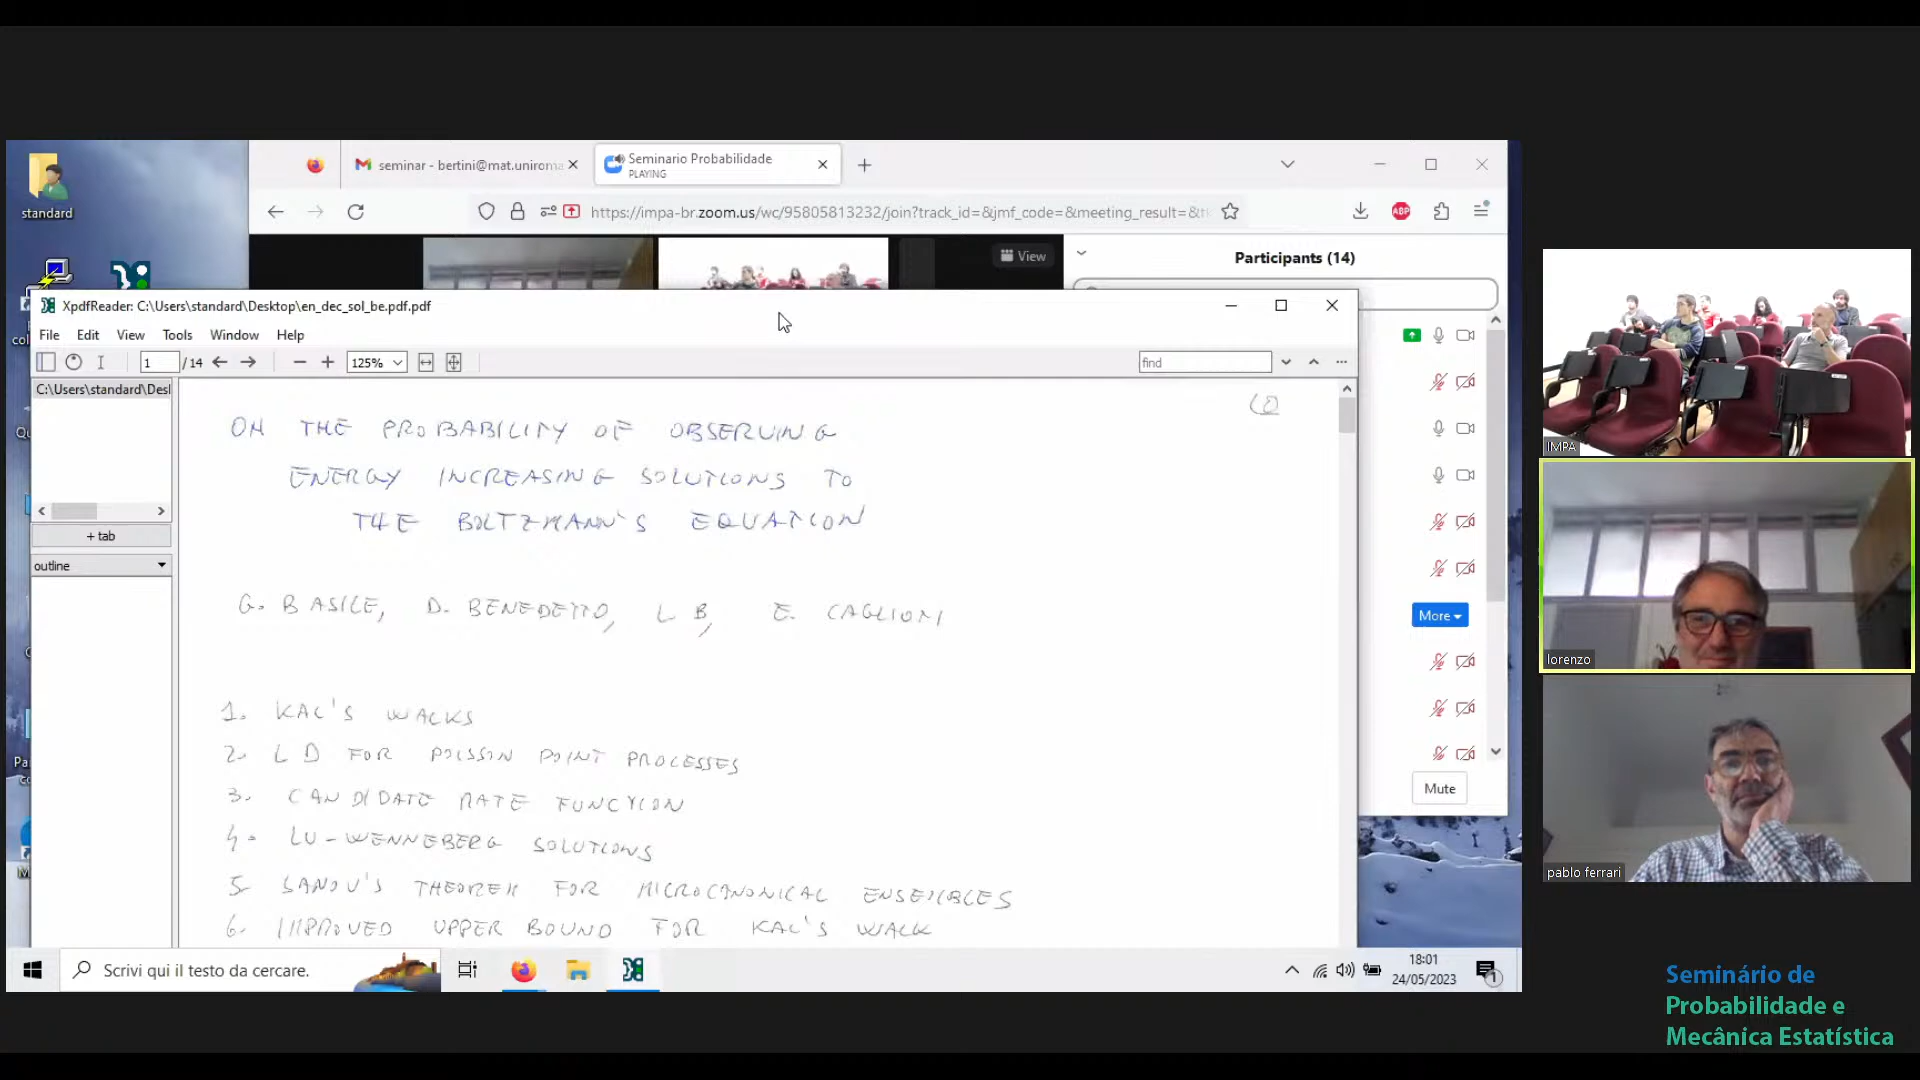 standard
seminar - bertini@mat.uniroma
Seminario Probabilidade
PLAYING
https://impa-br.zoom.us/wc/95805813232/join?track_id=&jmf_code=&meeting_result=&
ABP
View
Participants (14)
XpdfReader: C:\Users\standard\Desktop\en_dec_sol_be.pdf.pdf
File Edit View Tools Window Help
1 / 14
125%
find
C:\Users\standard\Desl
+ tab
outline
ON THE PROBABILITY OF OBSERVING
ENERGY INCREASING SOLUTIONS TO
THE BOLTZMANN'S EQUATION
G. BASILE, D. BENEDETTO, L B, E. CAGLIOTI
1. KAC'S WALKS
2. LD FOR POISSON POINT PROCESSES
3. CANDIDATE RATE FUNCTION
4. LU-WENNEBERG SOLUTIONS
5 SANOV'S THEOREM FOR MICROCANONICAL ENSEMBLES
6. IMPROVED UPPER BOUND FOR KAC'S WALK
More
Mute
Scrivi qui il testo da cercare.
18:01
24/05/2023
1
IMPA
lorenzo
pablo ferrari
Seminário de
Probabilidade e
Mecânica Estatística